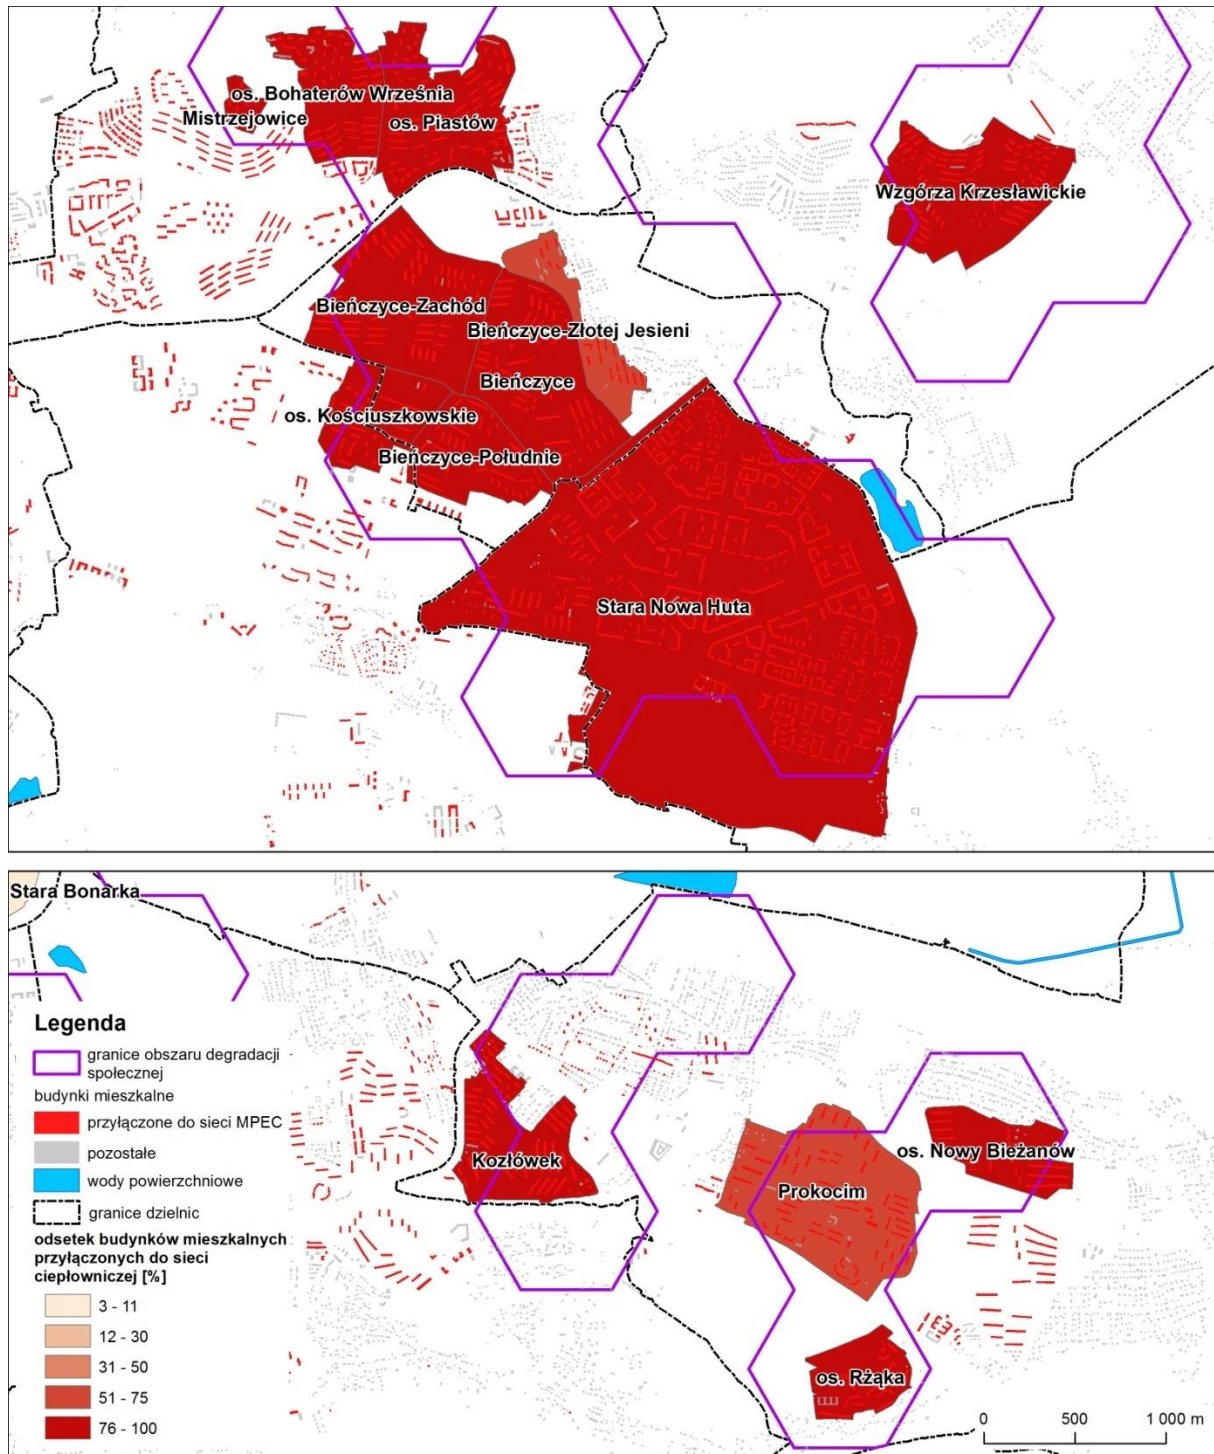 os. Bohaterów Września
Mistrzejowice
os. Piastów
Wzgórza Krzesławickie
Bieńczyce-Zachód
Bieńczyce-Złotej Jesieni
Bieńczyce
os. Kościuszkowskie
Bieńczyce-Południe
Stara Nowa Huta
Stara Bonarka
Kozłówek
os. Nowy Bieżanów
Prokocim
os. Rżąka
Legenda
granice obszaru degradacji
społecznej
budynki mieszkalne
przyłączone do sieci MPEC
pozostałe
wody powierzchniowe
granice dzielnic
odsetek budynków mieszkalnych
przyłączonych do sieci
ciepłowniczej [%]
3 - 11
12 - 30
31 - 50
51 - 75
76 - 100
0 500 1 000 m